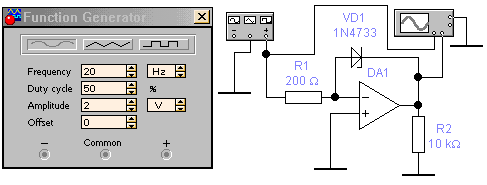 Function Generator
Frequency 20 Hz
Duty cycle 50 %
Amplitude 2 V
Offset 0
− Common +
VD1
1N4733
R1
200 Ω
DA1
R2
10 kΩ